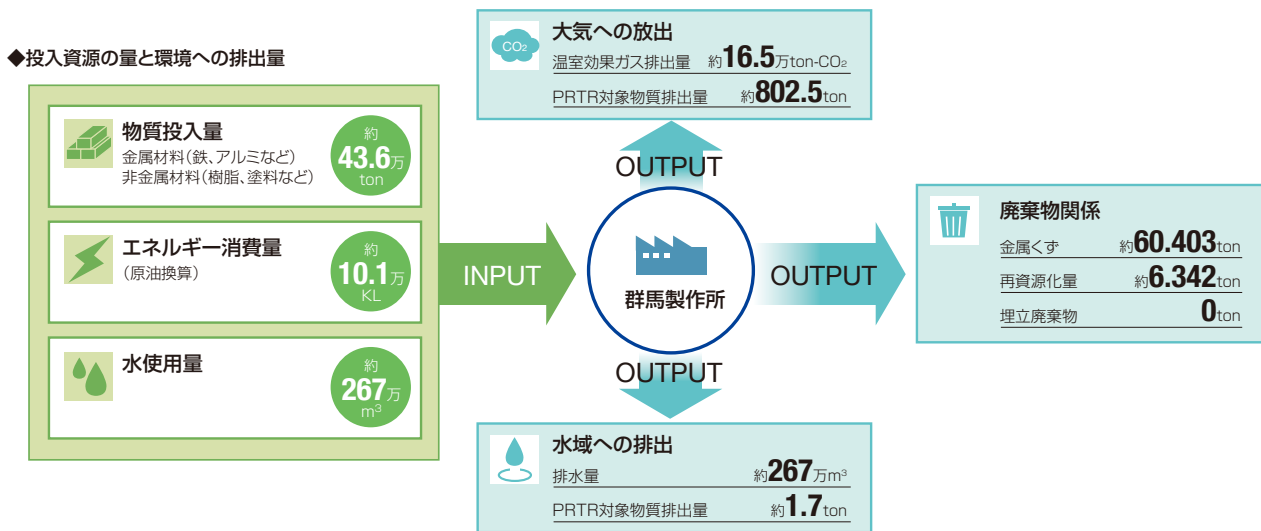 ◆投入資源の量と環境への排出量
物質投入量
金属材料(鉄、アルミなど)
非金属材料(樹脂、塗料など)
約
43.6万
ton
エネルギー消費量
(原油換算)
約
10.1万
KL
水使用量
約
267万
m³
INPUT
群馬製作所
OUTPUT
CO₂
大気への放出
温室効果ガス排出量 約16.5万ton-CO₂
PRTR対象物質排出量 約802.5ton
OUTPUT
廃棄物関係
金属くず 約60.403ton
再資源化量 約6.342ton
埋立廃棄物 0ton
OUTPUT
水域への排出
排水量 約267万m³
PRTR対象物質排出量 約1.7ton